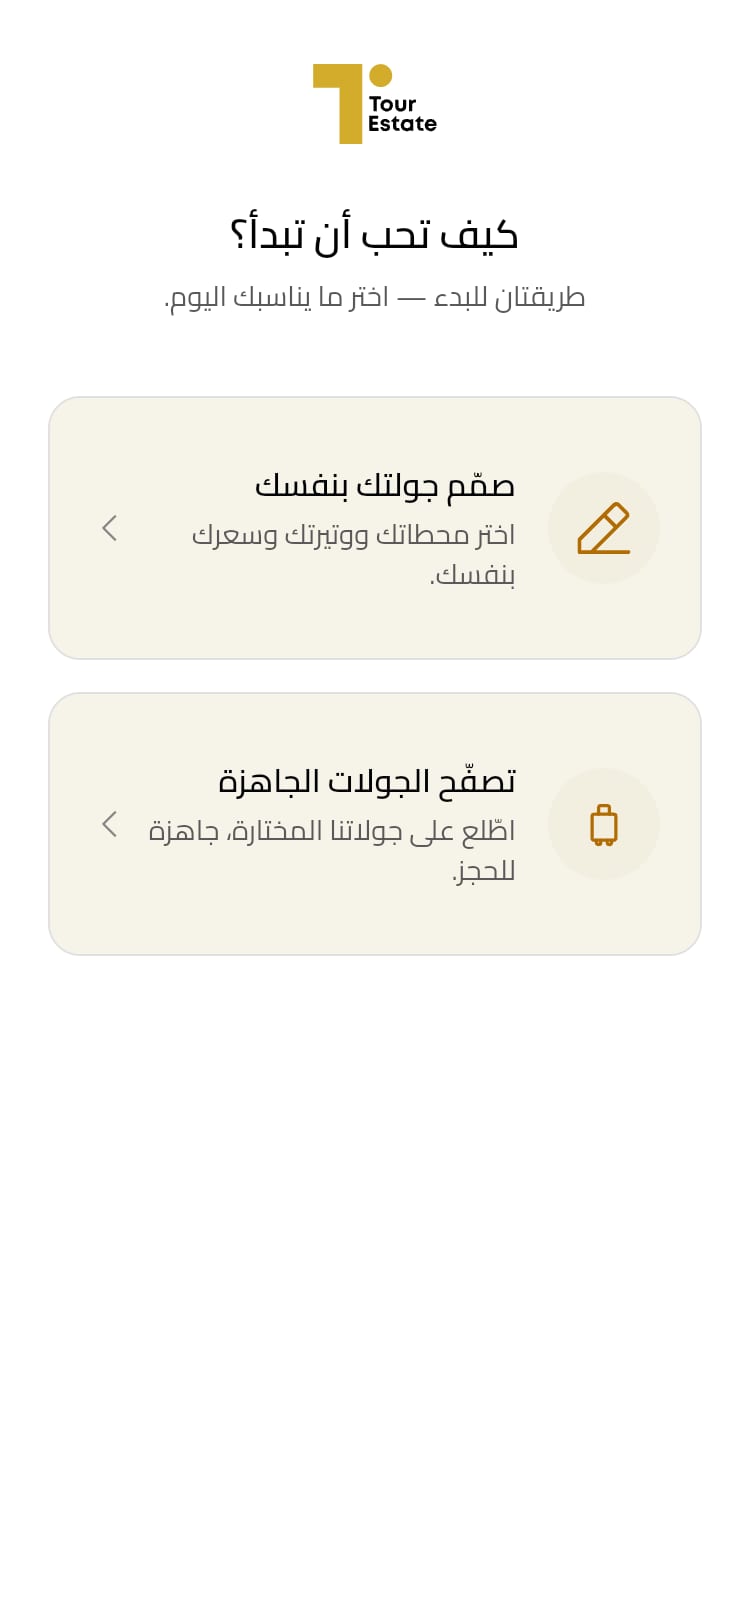 Tour
Estate
كيف تحب أن تبدأ؟
طريقتان للبدء — اختر ما يناسبك اليوم.
صمّم جولتك بنفسك
اختر محطاتك ووتيرتك وسعرك
بنفسك.
تصفّح الجولات الجاهزة
اطّلع على جولاتنا المختارة، جاهزة
للحجز.